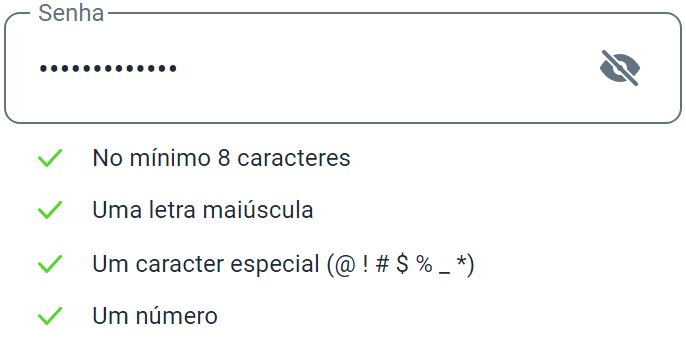 Senha
•••••••••••••
No mínimo 8 caracteres
Uma letra maiúscula
Um caracter especial (@ ! # $ % _ *)
Um número